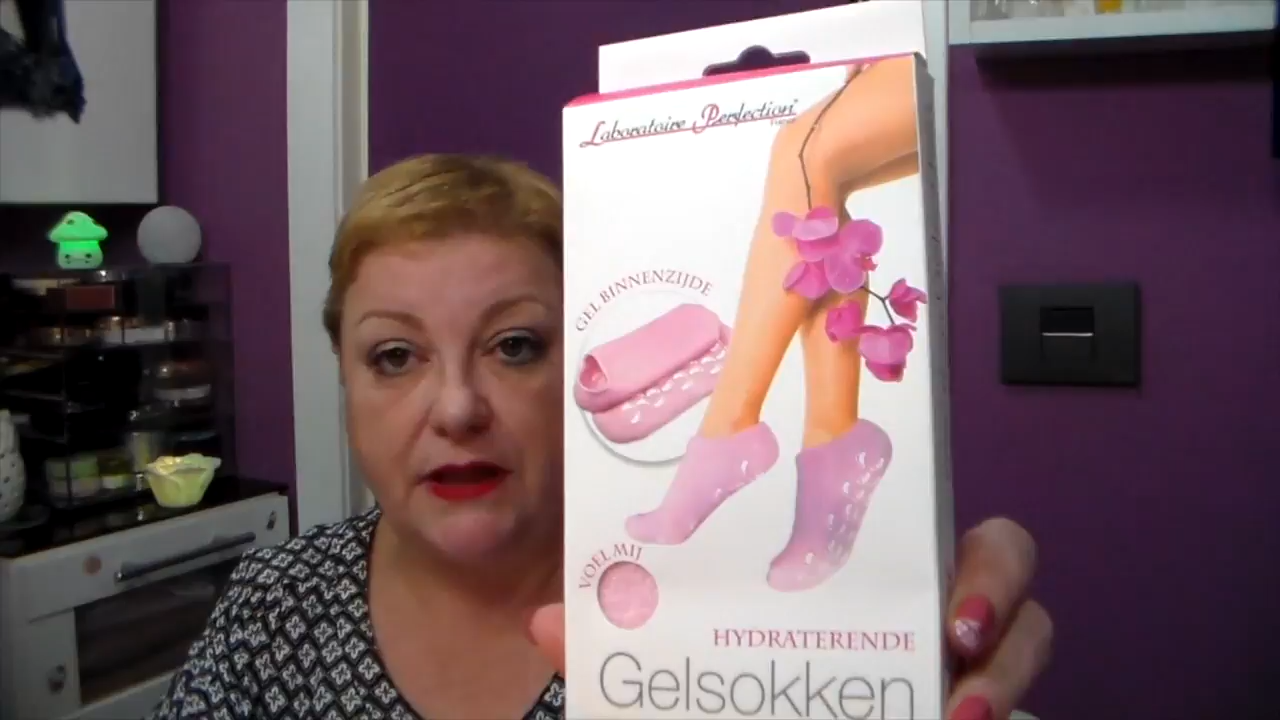 Laboratoire Perfection
GEL BINNENZIJDE
VOEL MIJ
HYDRATERENDE
Gelsokken